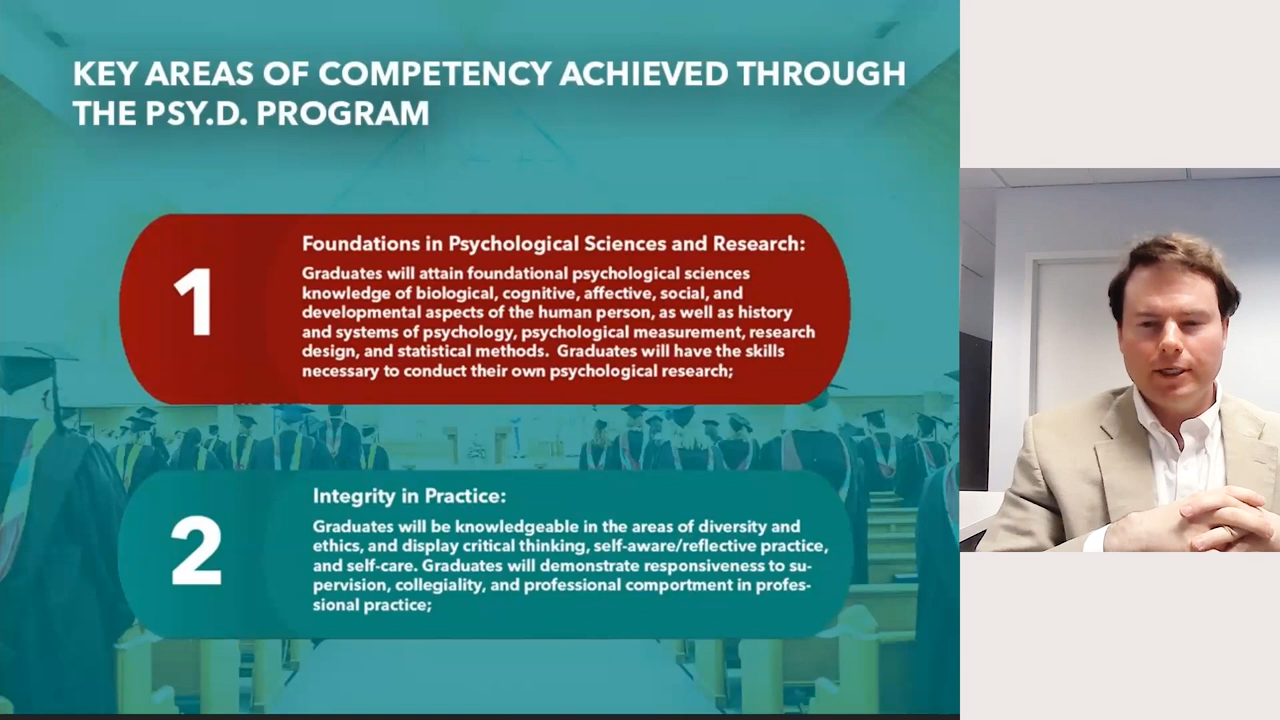 KEY AREAS OF COMPETENCY ACHIEVED THROUGH
THE PSY.D. PROGRAM
1
Foundations in Psychological Sciences and Research:
Graduates will attain foundational psychological sciences
knowledge of biological, cognitive, affective, social, and
developmental aspects of the human person, as well as history
and systems of psychology, psychological measurement, research
design, and statistical methods.  Graduates will have the skills
necessary to conduct their own psychological research;
2
Integrity in Practice:
Graduates will be knowledgeable in the areas of diversity and
ethics, and display critical thinking, self-aware/reflective practice,
and self-care. Graduates will demonstrate responsiveness to su-
pervision, collegiality, and professional comportment in profes-
sional practice;